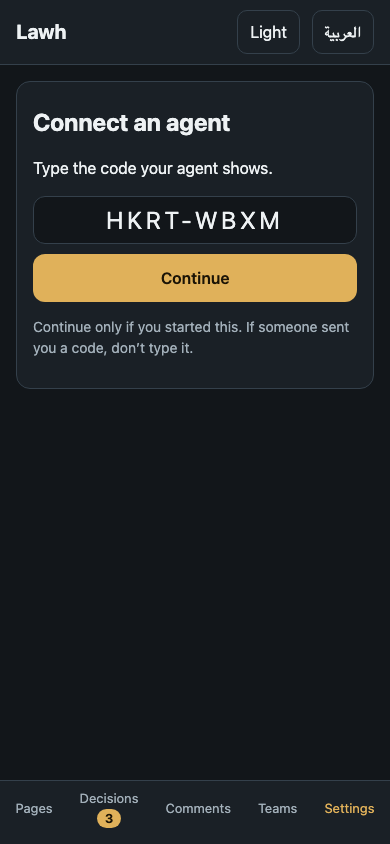 Lawh
Light
العربية
Connect an agent
Type the code your agent shows.
HKRT-WBXM
Continue
Continue only if you started this. If someone sent
you a code, don’t type it.
Pages
Decisions
3
Comments
Teams
Settings